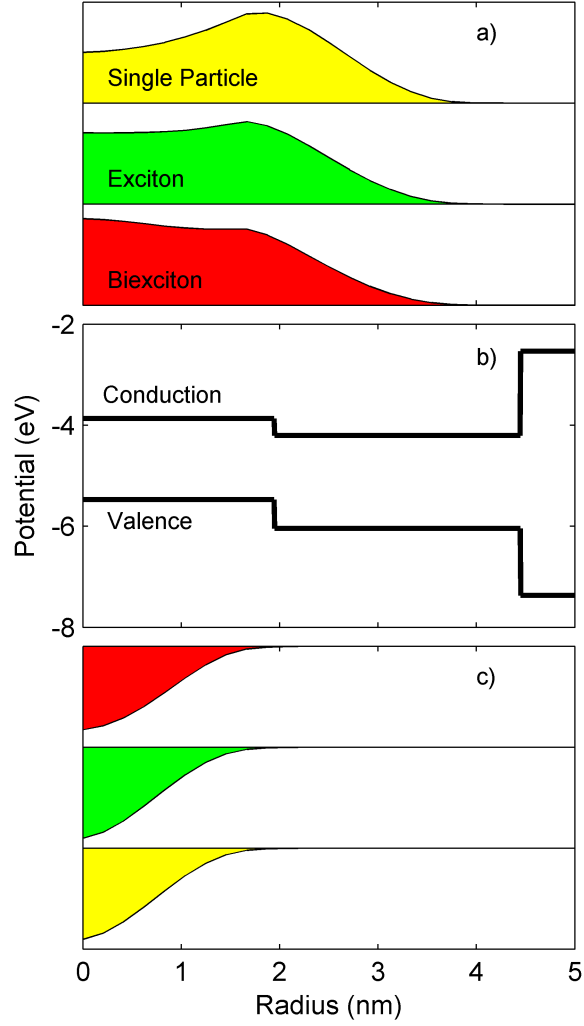 a)
Single Particle
Exciton
Biexciton
-2
b)
Conduction
-4
Potential (eV)
Valence
-6
-8
c)
0 1 2 3 4 5
Radius (nm)